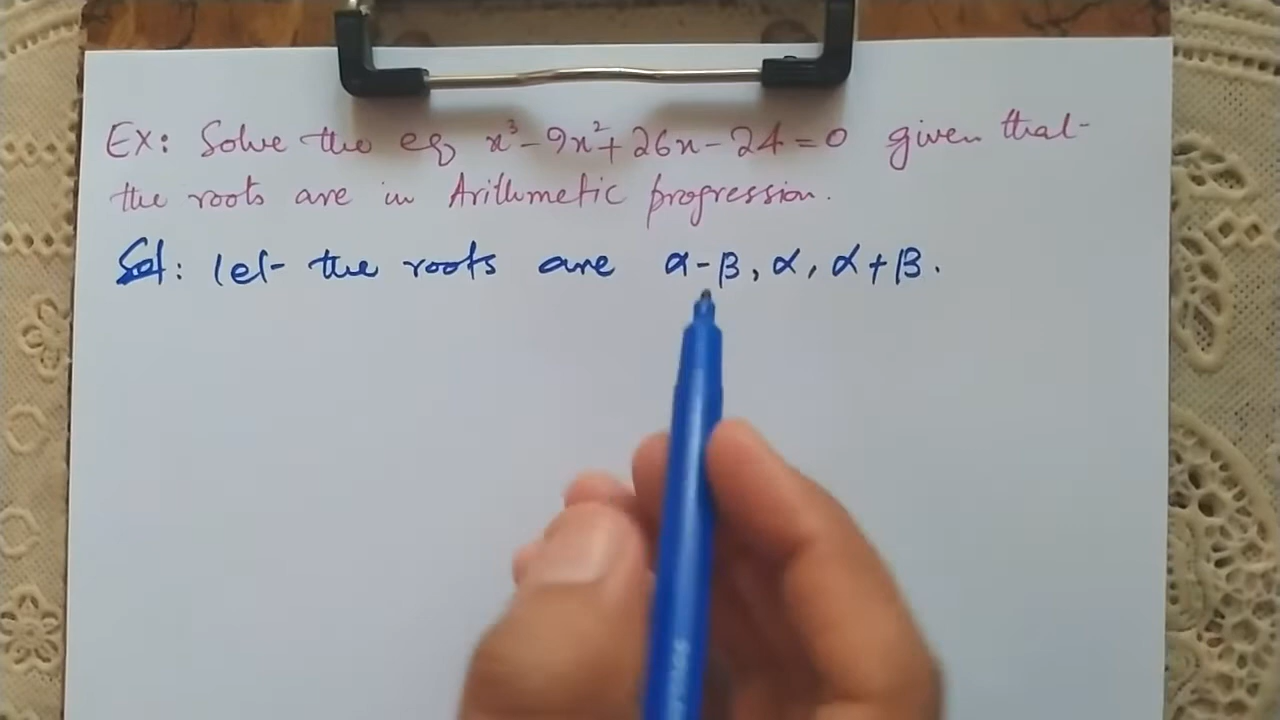 Ex: Solve the eq x³-9x²+26x-24=0 given that
the roots are in Arithmetic progression.
Sol: let the roots are α-β, α, α+β.